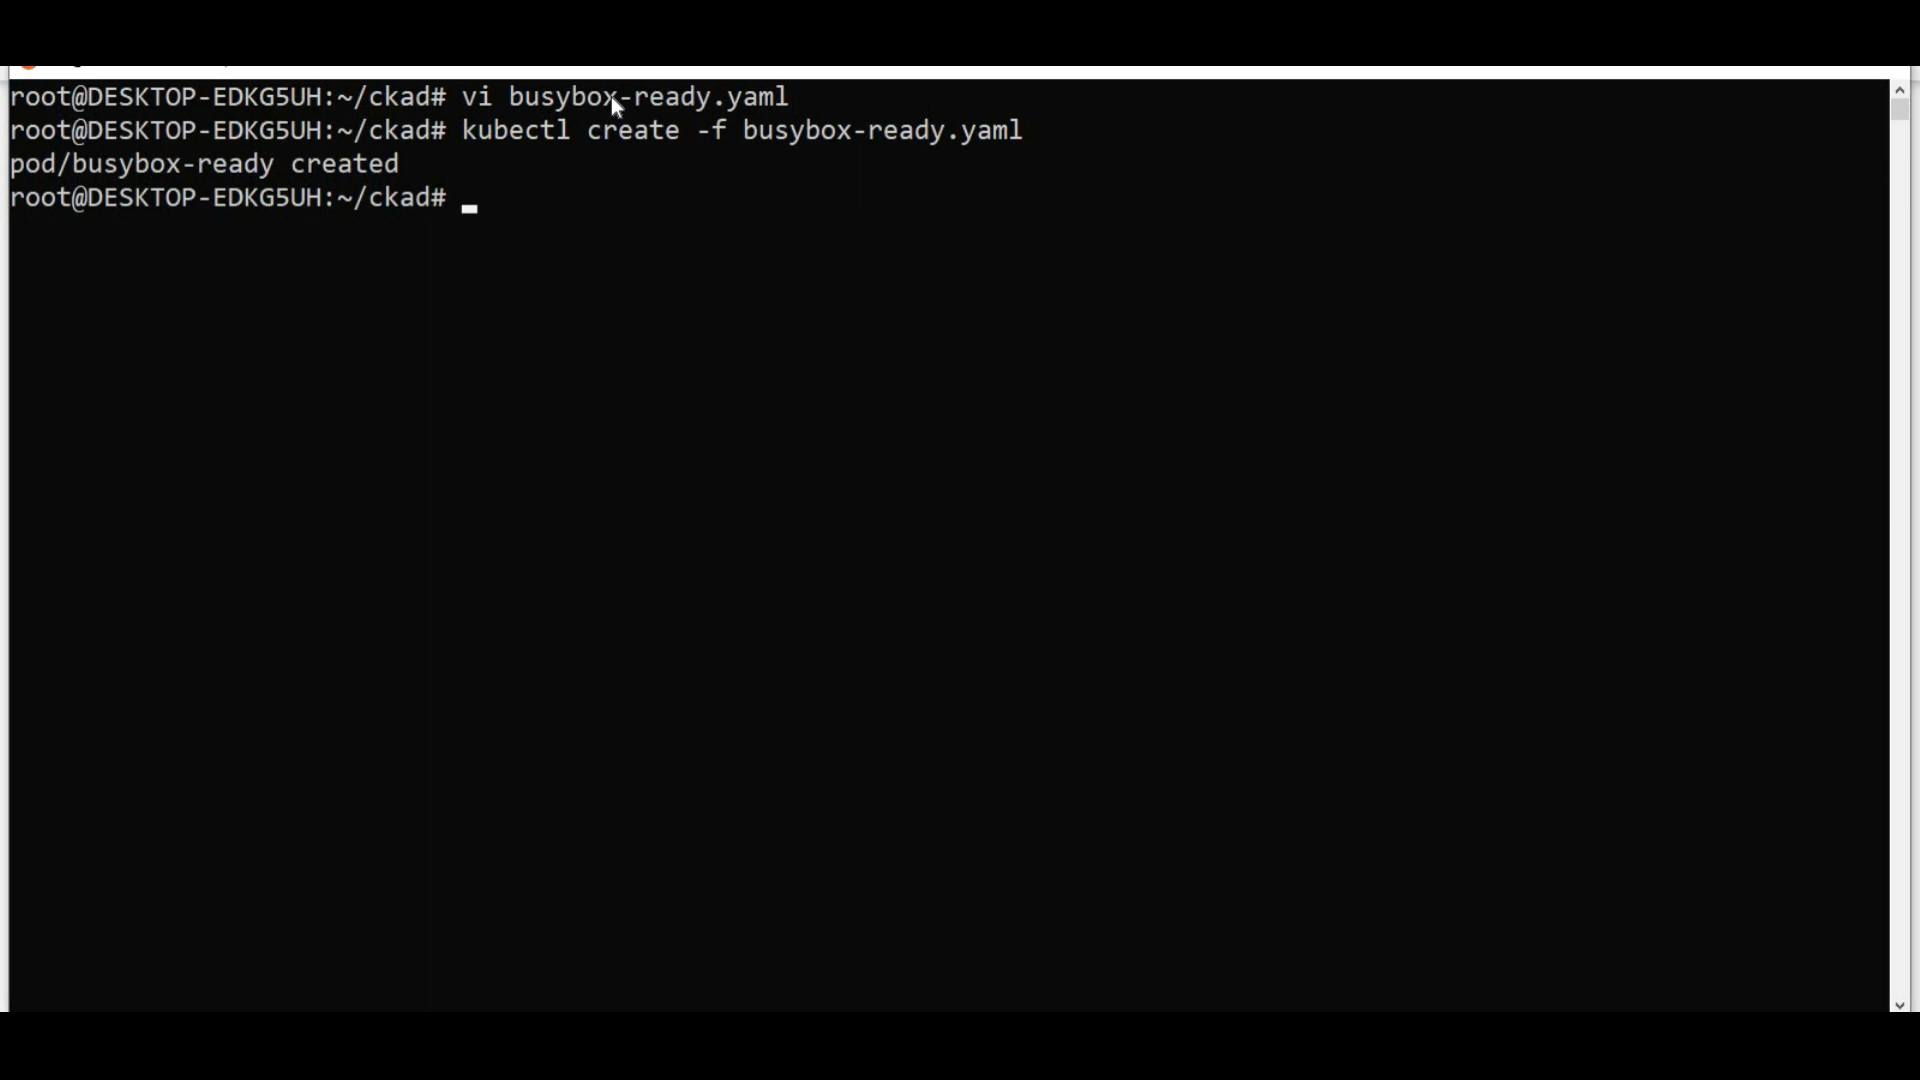 root@DESKTOP-EDKG5UH:~/ckad# vi busybox-ready.yaml
root@DESKTOP-EDKG5UH:~/ckad# kubectl create -f busybox-ready.yaml
pod/busybox-ready created
root@DESKTOP-EDKG5UH:~/ckad#